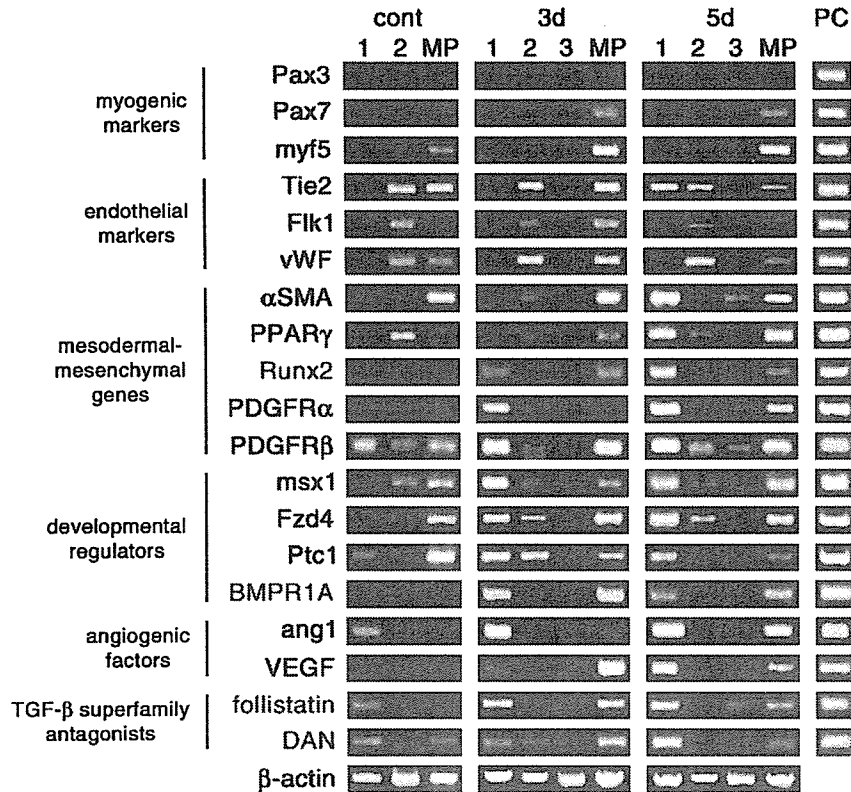 cont 3d 5d PC
1 2 MP 1 2 3 MP 1 2 3 MP
Pax3
myogenic
markers
Pax7
myf5
Tie2
endothelial
markers
Flk1
vWF
αSMA
mesodermal-
mesenchymal
genes
PPARγ
Runx2
PDGFRα
PDGFRβ
msx1
developmental
regulators
Fzd4
Ptc1
BMPR1A
angiogenic
factors
ang1
VEGF
TGF-β superfamily
antagonists
follistatin
DAN
β-actin